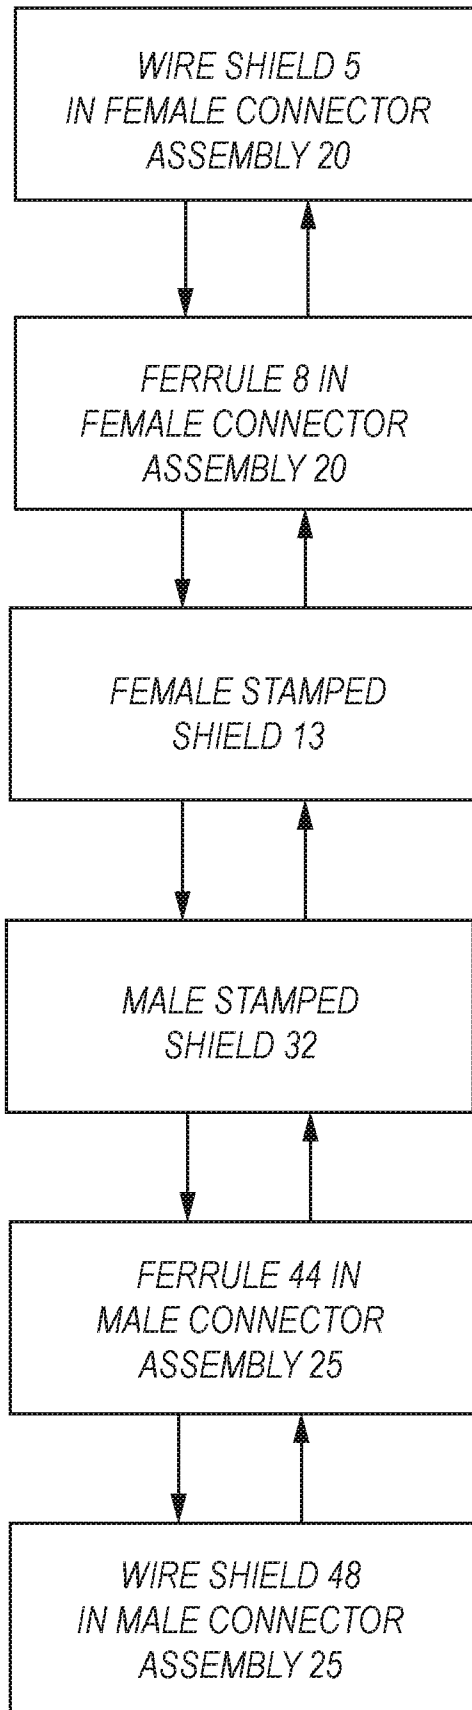 WIRE SHIELD 5
IN FEMALE CONNECTOR
ASSEMBLY 20
FERRULE 8 IN
FEMALE CONNECTOR
ASSEMBLY 20
FEMALE STAMPED
SHIELD 13
MALE STAMPED
SHIELD 32
FERRULE 44 IN
MALE CONNECTOR
ASSEMBLY 25
WIRE SHIELD 48
IN MALE CONNECTOR
ASSEMBLY 25